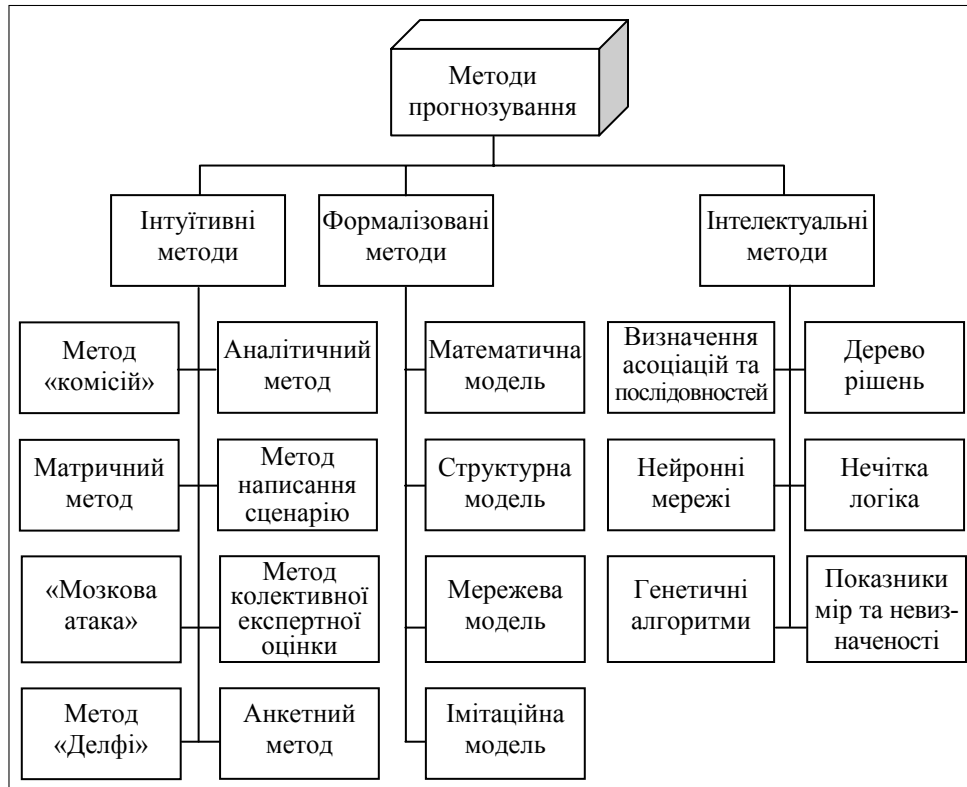 Методи
прогнозування
Інтуїтивні
методи
Формалізовані
методи
Інтелектуальні
методи
Метод
«комісій»
Аналітичний
метод
Математична
модель
Визначення
асоціацій та
послідовностей
Дерево
рішень
Матричний
метод
Метод
написання
сценарію
Структурна
модель
Нейронні
мережі
Нечітка
логіка
«Мозкова
атака»
Метод
колективної
експертної
оцінки
Мережева
модель
Генетичні
алгоритми
Показники
мір та невиз-
наченості
Метод
«Делфі»
Анкетний
метод
Імітаційна
модель